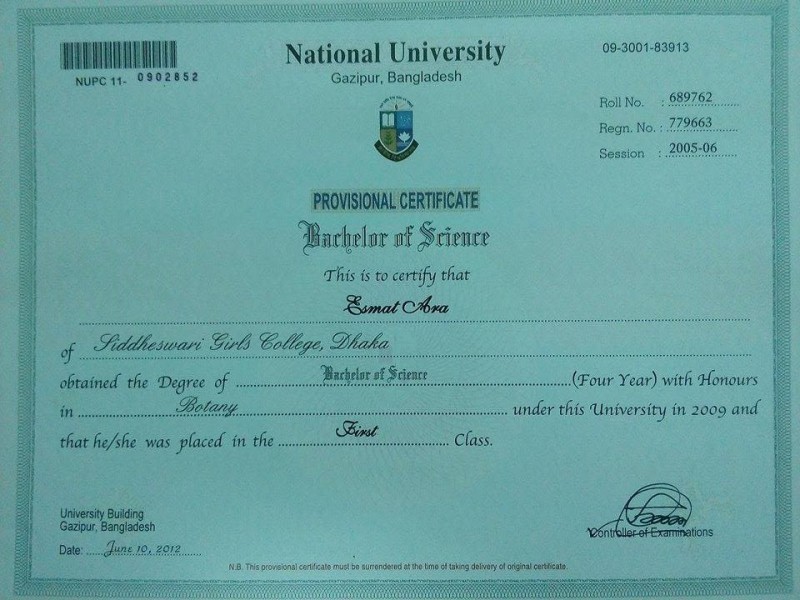 National University
09-3001-83913
NUPC 11- 0902852
Gazipur, Bangladesh
Roll No. : 689762
Regn. No. : 779663
Session : 2005-06
PROVISIONAL CERTIFICATE
Bachelor of Science
This is to certify that
Esmat Ara
of Siddheswari Girls College, Dhaka
obtained the Degree of Bachelor of Science (Four Year) with Honours
in Botany under this University in 2009 and
that he/she was placed in the First Class.
University Building
Gazipur, Bangladesh
Controller of Examinations
Date: June 10, 2012
N.B. This provisional certificate must be surrendered at the time of taking delivery of original certificate.